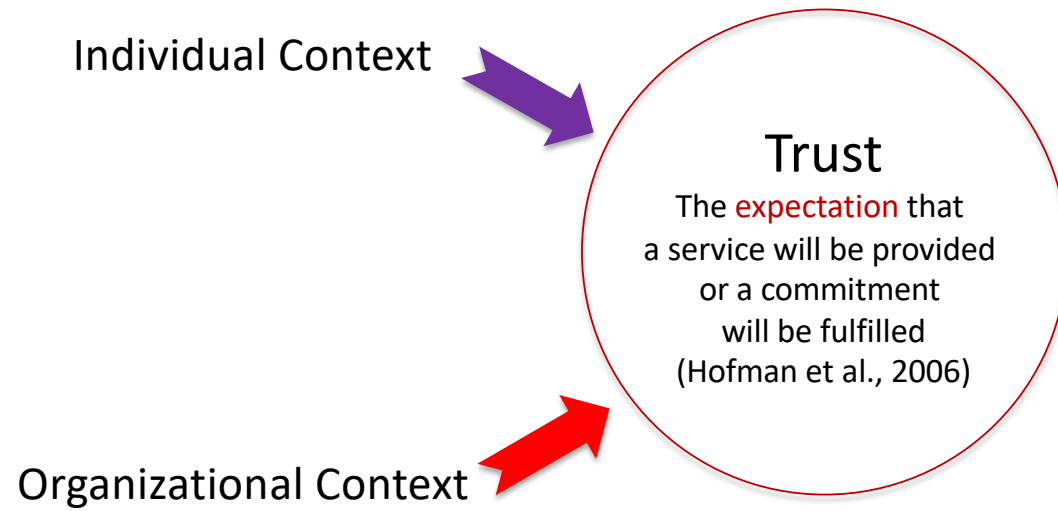 Individual Context
Trust
The expectation that
a service will be provided
or a commitment
will be fulfilled
(Hofman et al., 2006)
Organizational Context